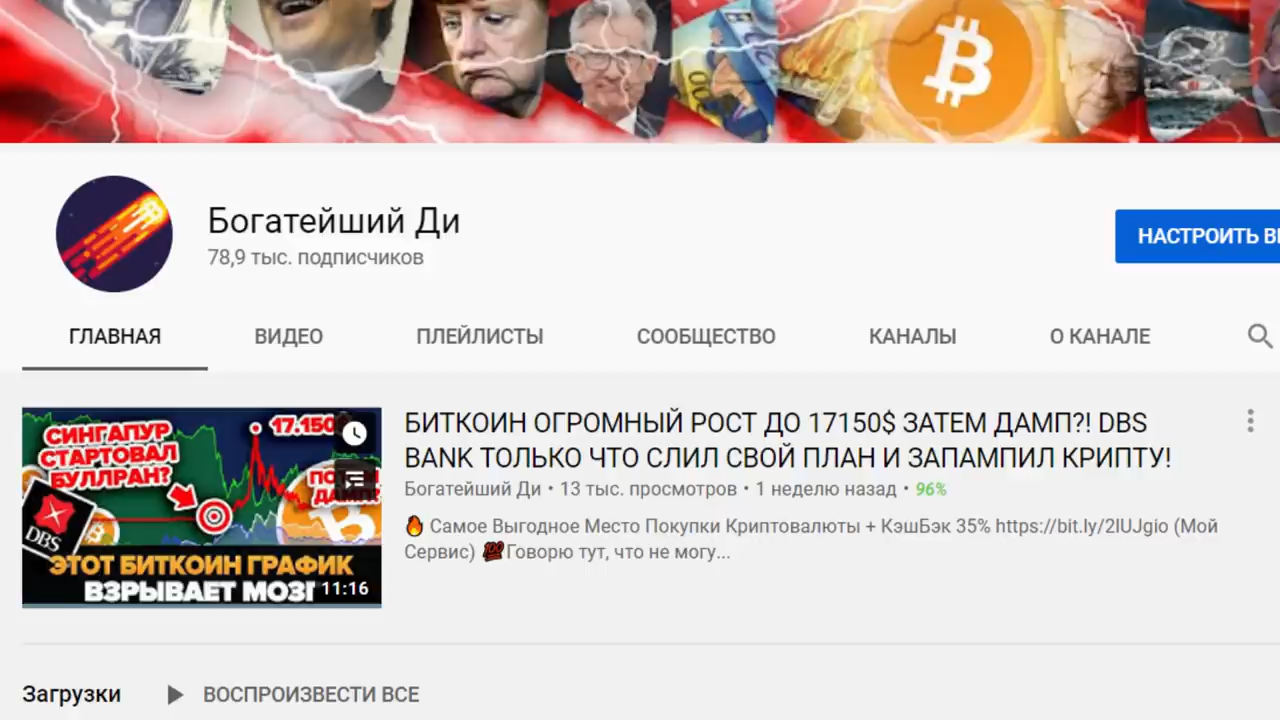 Богатейший Ди
78,9 тыс. подписчиков
НАСТРОИТЬ
ГЛАВНАЯ
ВИДЕО
ПЛЕЙЛИСТЫ
СООБЩЕСТВО
КАНАЛЫ
О КАНАЛЕ
СИНГАПУР
СТАРТОВАЛ
БУЛЛРАН?
17.150
DBS
ЭТОТ БИТКОИН ГРАФИК
ВЗРЫВАЕТ МОЗГ
11:16
БИТКОИН ОГРОМНЫЙ РОСТ ДО 17150$ ЗАТЕМ ДАМП?! DBS
BANK ТОЛЬКО ЧТО СЛИЛ СВОЙ ПЛАН И ЗАПАМПИЛ КРИПТУ!
Богатейший Ди • 13 тыс. просмотров • 1 неделю назад • 96%
🔥 Самое Выгодное Место Покупки Криптовалюты + КэшБэк 35% https://bit.ly/2IUJgio (Мой
Сервис) 💯Говорю тут, что не могу...
Загрузки
ВОСПРОИЗВЕСТИ ВСЕ